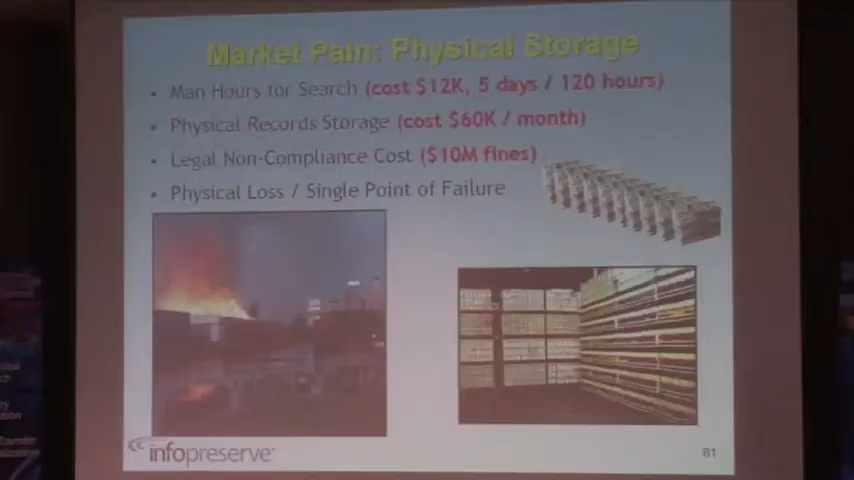 Market Pain: Physical Storage
• Man Hours for Search (cost $12K, 5 days / 120 hours)
• Physical Records Storage (cost $60K / month)
• Legal Non-Compliance Cost ($10M fines)
• Physical Loss / Single Point of Failure
infopreserve
81